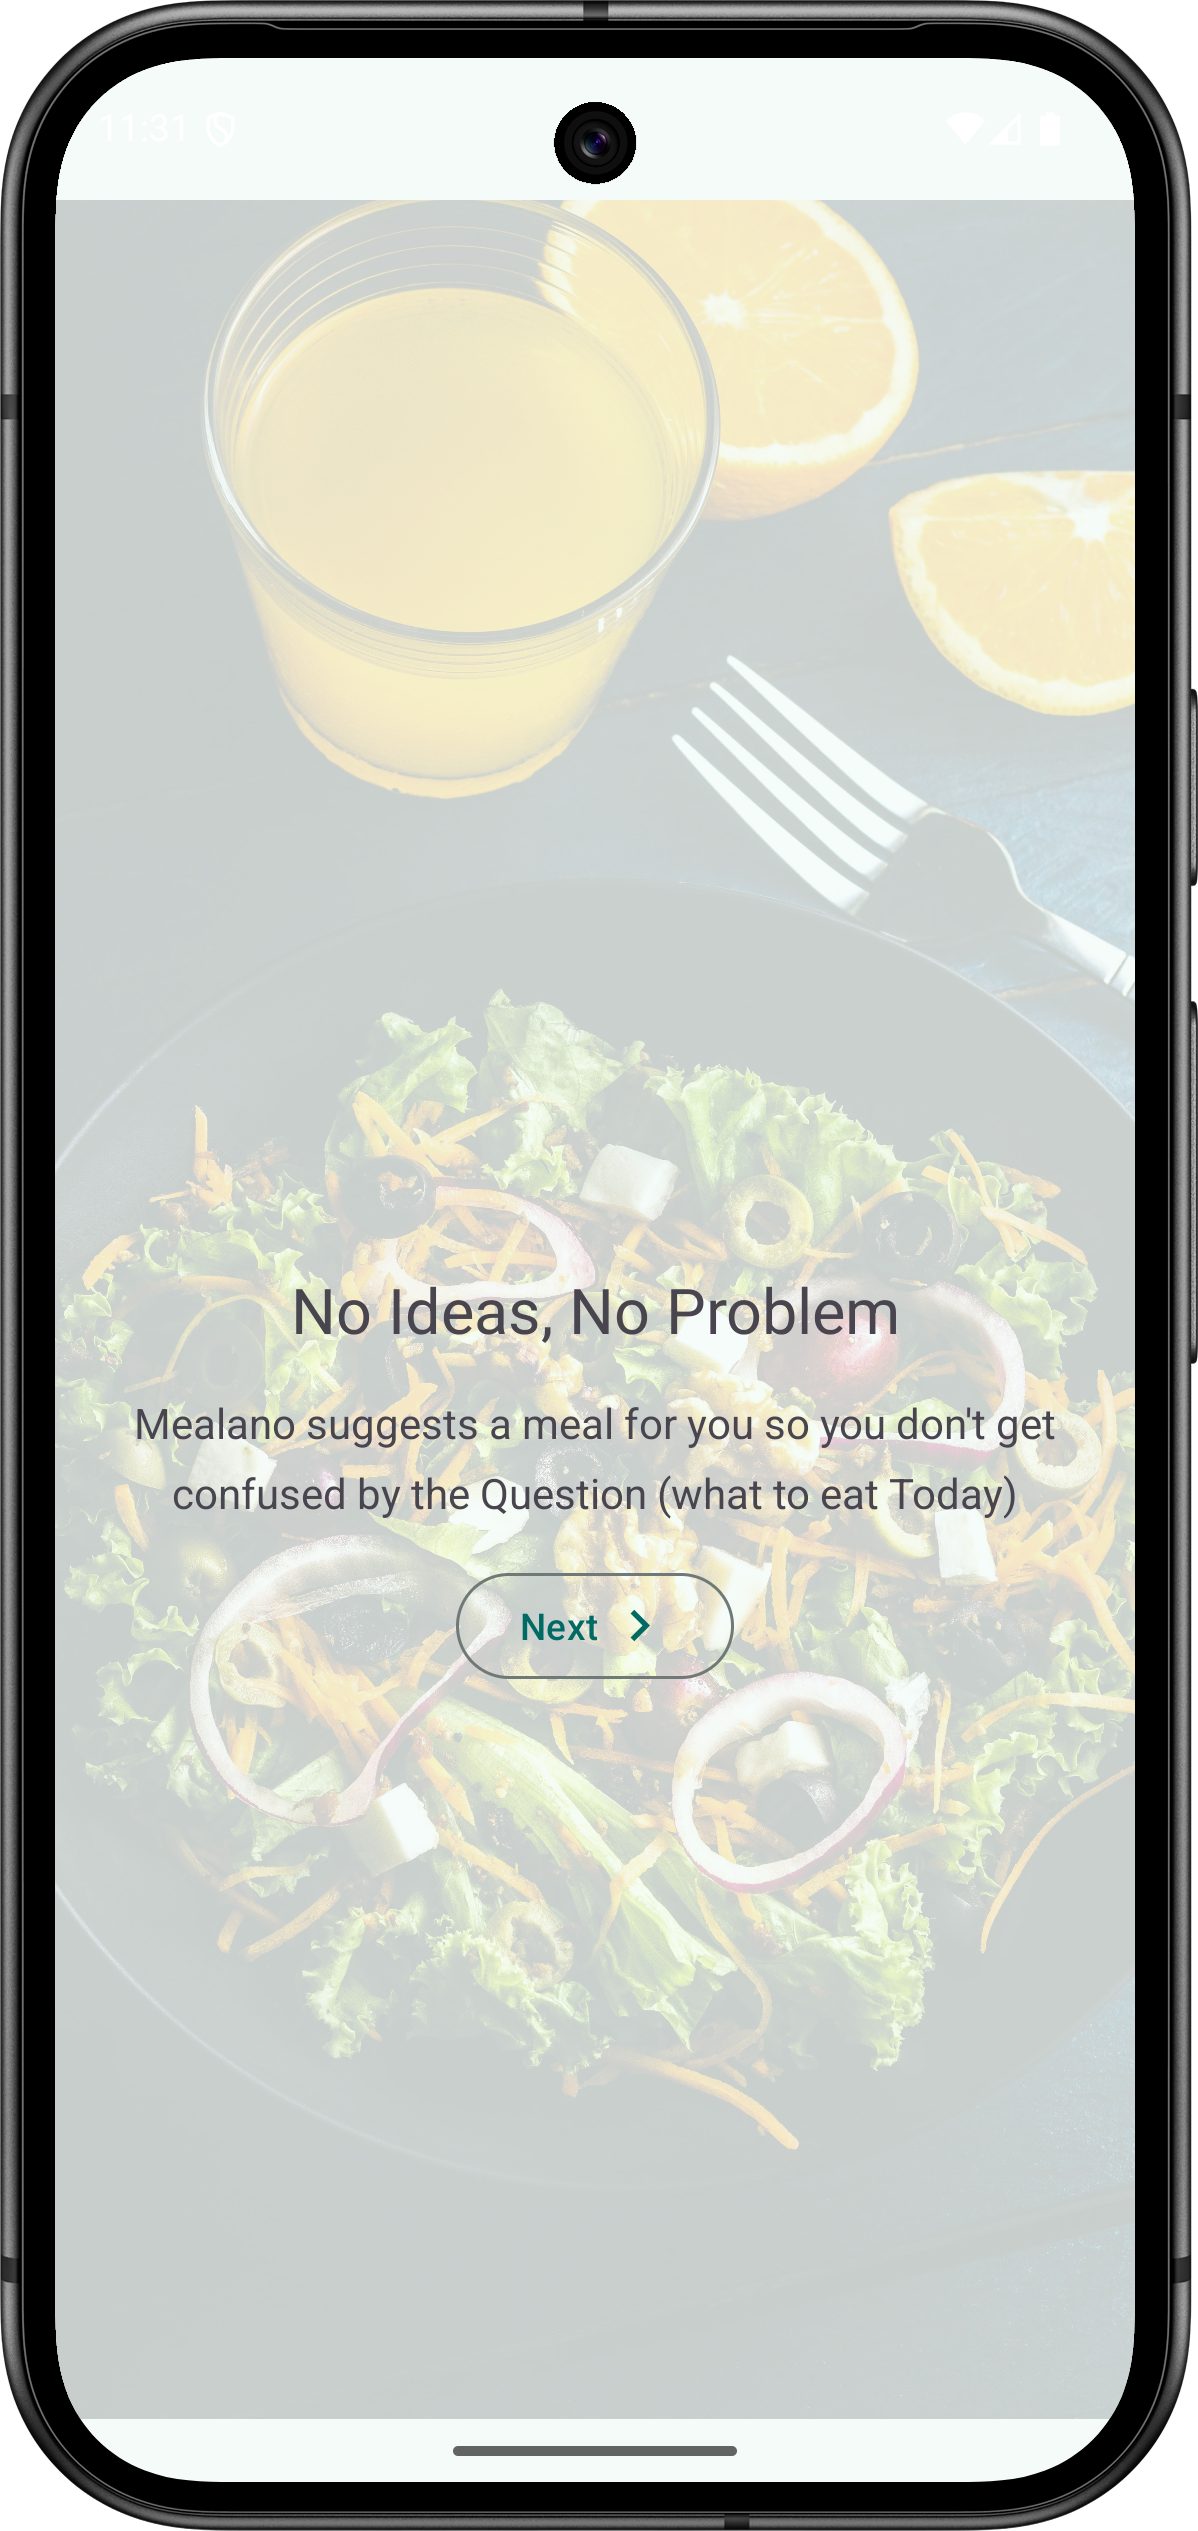 11:31
No Ideas, No Problem
Mealano suggests a meal for you so you don't get
confused by the Question (what to eat Today)
Next